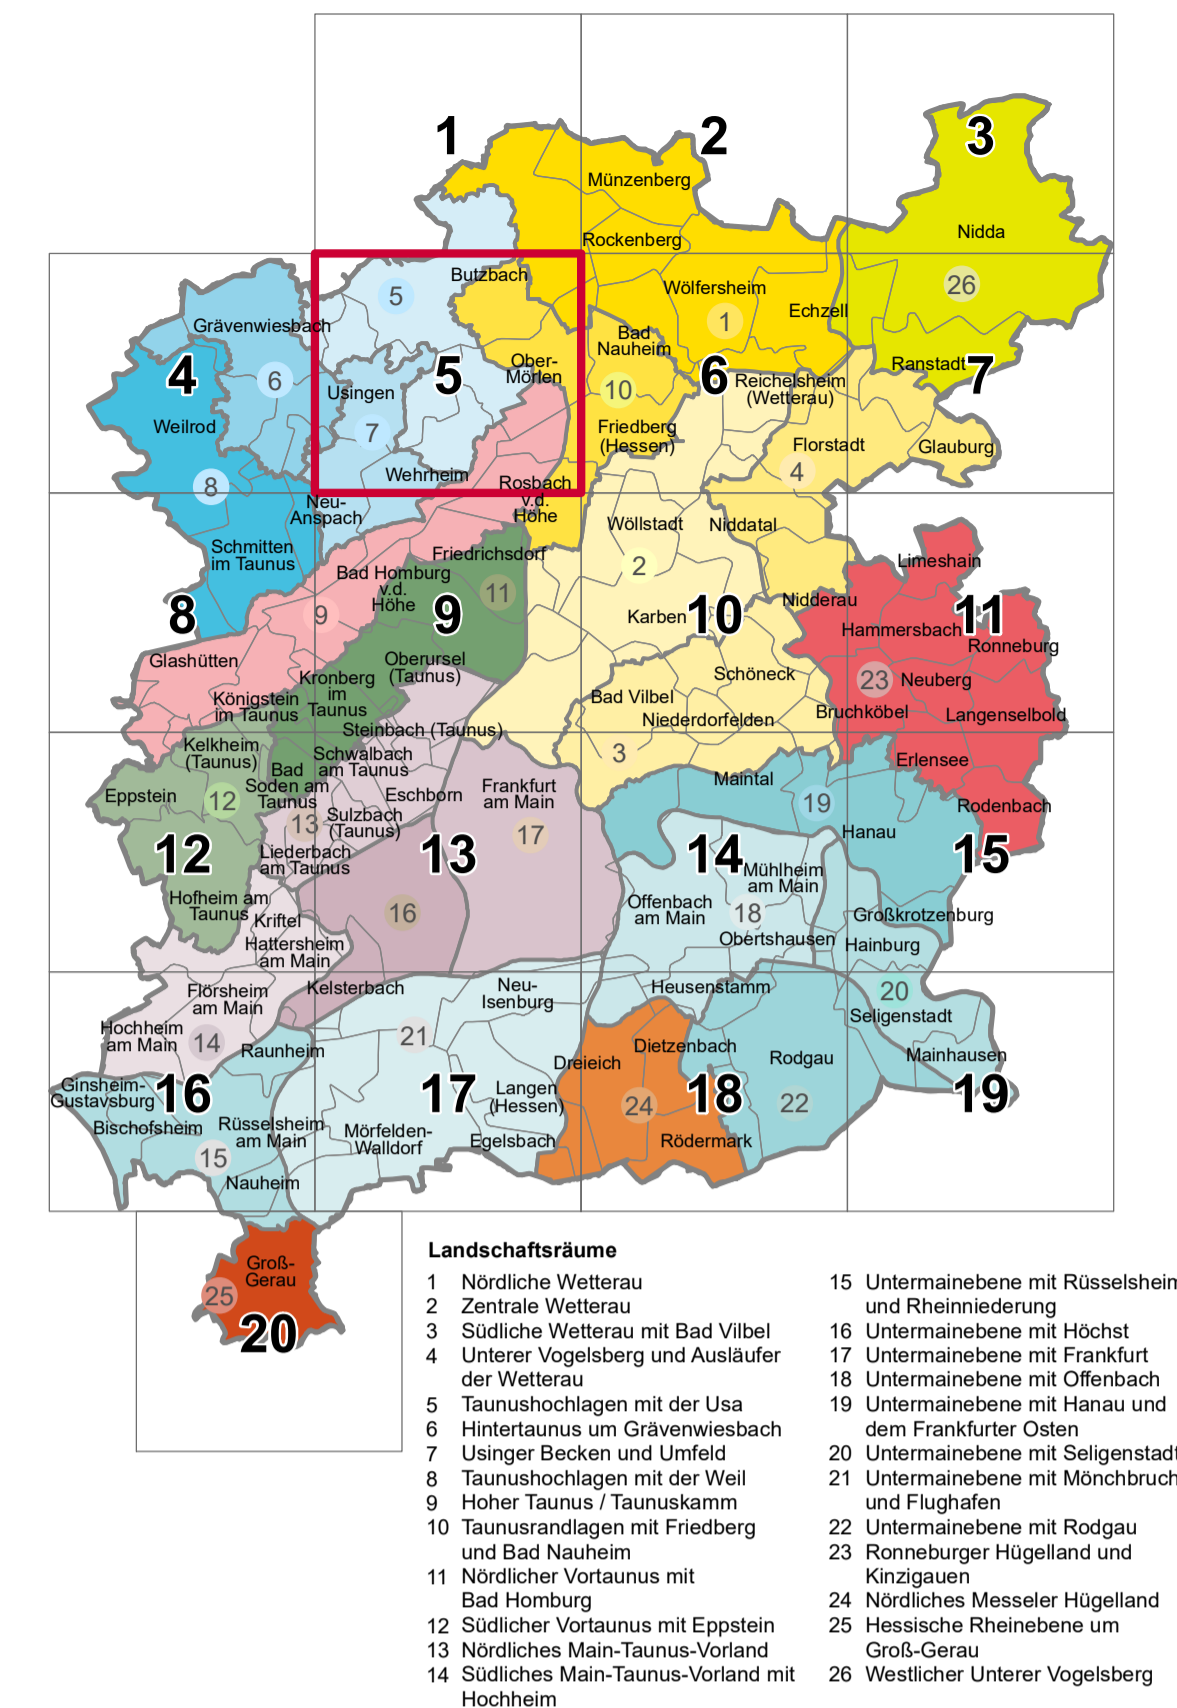 1
2
3
Münzenberg
Nidda
Rockenberg
Butzbach
5
Wölfersheim
26
Echzell
1
Grävenwiesbach
Bad
Nauheim
Ober-
Mörlen
Ranstadt
4
5
6
7
6
Usingen
10
Reichelsheim
(Wetterau)
Weilrod
7
Friedberg
(Hessen)
Florstadt
Glauburg
4
Wehrheim
8
Rosbach
v.d.
Höhe
Neu-
Anspach
Wöllstadt
Niddatal
Schmitten
im Taunus
Friedrichsdorf
Limeshain
2
Bad Homburg
v.d.
Höhe
11
Nidderau
8
9
9
10
11
Karben
Hammersbach
Ronneburg
Glashütten
Oberursel
(Taunus)
Schöneck
Kronberg
im
Taunus
23
Neuberg
Königstein
im Taunus
Bad Vilbel
Bruchköbel
Langenselbold
Niederdorfelden
Steinbach (Taunus)
Kelkheim
(Taunus)
Schwalbach
am Taunus
3
Erlensee
Bad
Soden am
Taunus
Maintal
Eppstein
12
Eschborn
Frankfurt
am Main
19
Rodenbach
Sulzbach
(Taunus)
13
17
Hanau
12
13
14
15
Liederbach
am Taunus
Mühlheim
am Main
Hofheim am
Taunus
16
Offenbach
am Main
18
Großkrotzenburg
Kriftel
Hattersheim
am Main
Obertshausen
Hainburg
Kelsterbach
Neu-
Isenburg
Heusenstamm
20
Flörsheim
am Main
Seligenstadt
Hochheim
am Main
14
21
Raunheim
Dietzenbach
Dreieich
Rodgau
Mainhausen
Ginsheim-
Gustavsburg
16
17
18
19
Langen
(Hessen)
24
22
Bischofsheim
Rüsselsheim
am Main
Mörfelden-
Walldorf
Egelsbach
Rödermark
15
Nauheim
Groß-
Gerau
25
20
Landschaftsräume
1 Nördliche Wetterau
2 Zentrale Wetterau
3 Südliche Wetterau mit Bad Vilbel
4 Unterer Vogelsberg und Ausläufer
der Wetterau
5 Taunushochlagen mit der Usa
6 Hintertaunus um Grävenwiesbach
7 Usinger Becken und Umfeld
8 Taunushochlagen mit der Weil
9 Hoher Taunus / Taunuskamm
10 Taunusrandlagen mit Friedberg
und Bad Nauheim
11 Nördlicher Vortaunus mit
Bad Homburg
12 Südlicher Vortaunus mit Eppstein
13 Nördliches Main-Taunus-Vorland
14 Südliches Main-Taunus-Vorland mit
Hochheim
15 Untermainebene mit Rüsselsheim
und Rheinniederung
16 Untermainebene mit Höchst
17 Untermainebene mit Frankfurt
18 Untermainebene mit Offenbach
19 Untermainebene mit Hanau und
dem Frankfurter Osten
20 Untermainebene mit Seligenstadt
21 Untermainebene mit Mönchbruch
und Flughafen
22 Untermainebene mit Rodgau
23 Ronneburger Hügelland und
Kinzigauen
24 Nördliches Messeler Hügelland
25 Hessische Rheinebene um
Groß-Gerau
26 Westlicher Unterer Vogelsberg